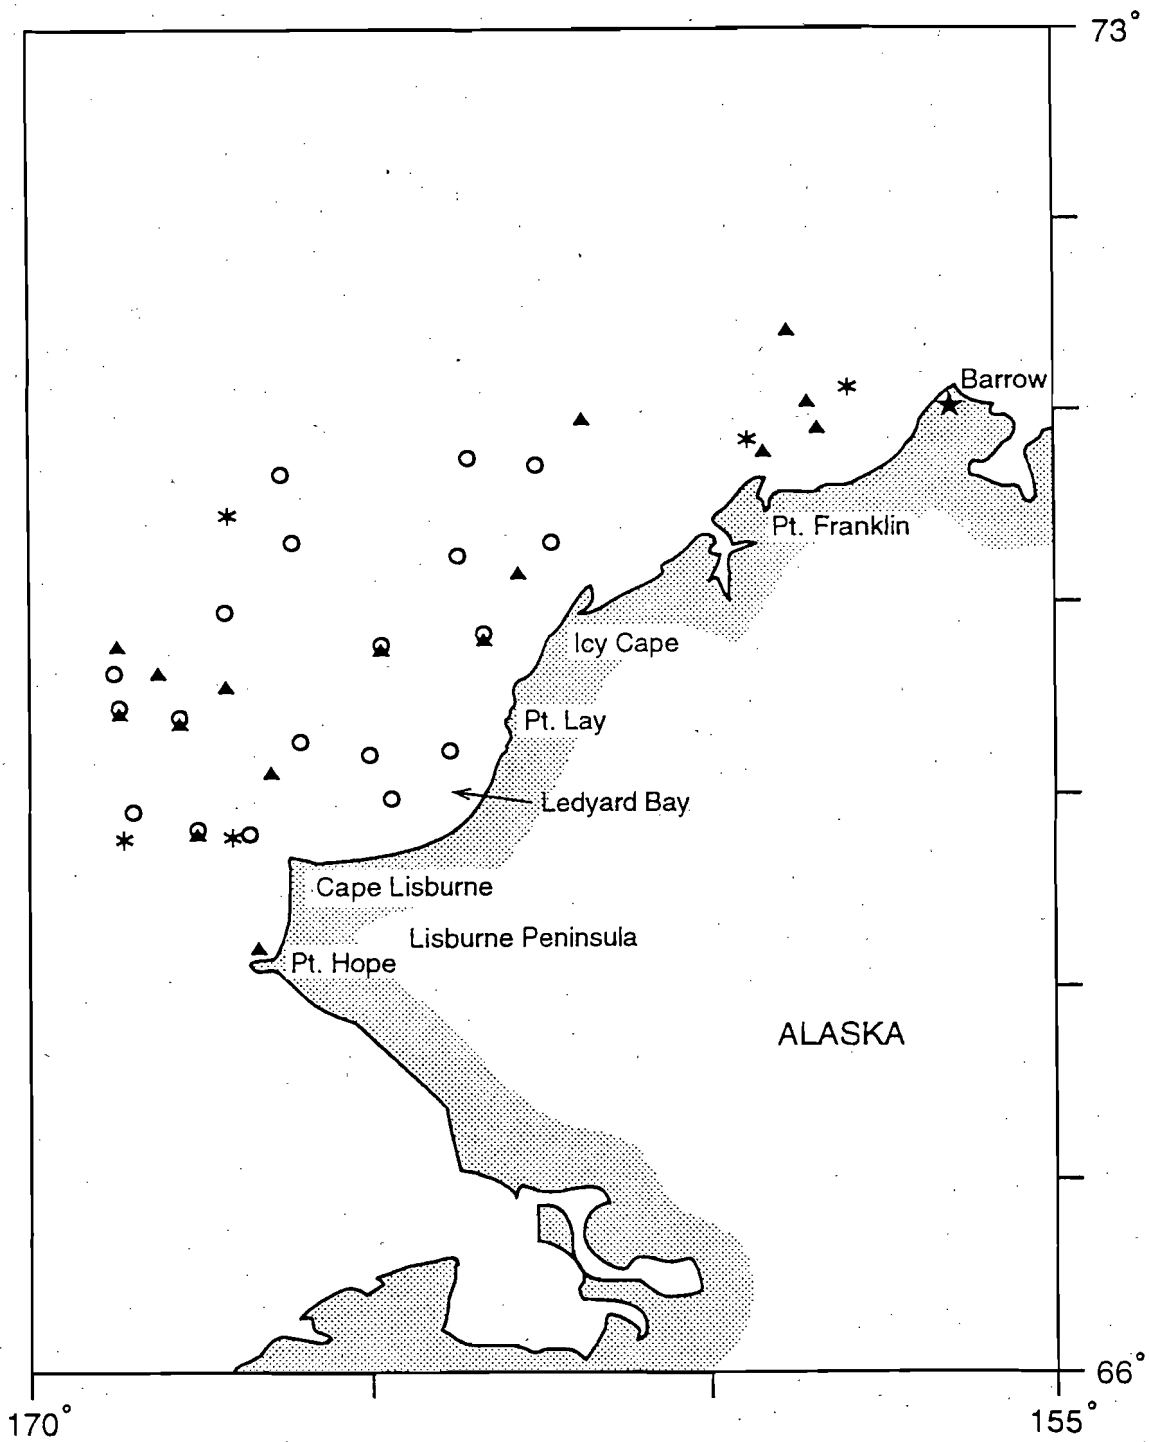 73°
Barrow
Pt. Franklin
Icy Cape
Pt. Lay
Ledyard Bay
Cape Lisburne
Lisburne Peninsula
Pt. Hope
ALASKA
66°
170°
155°